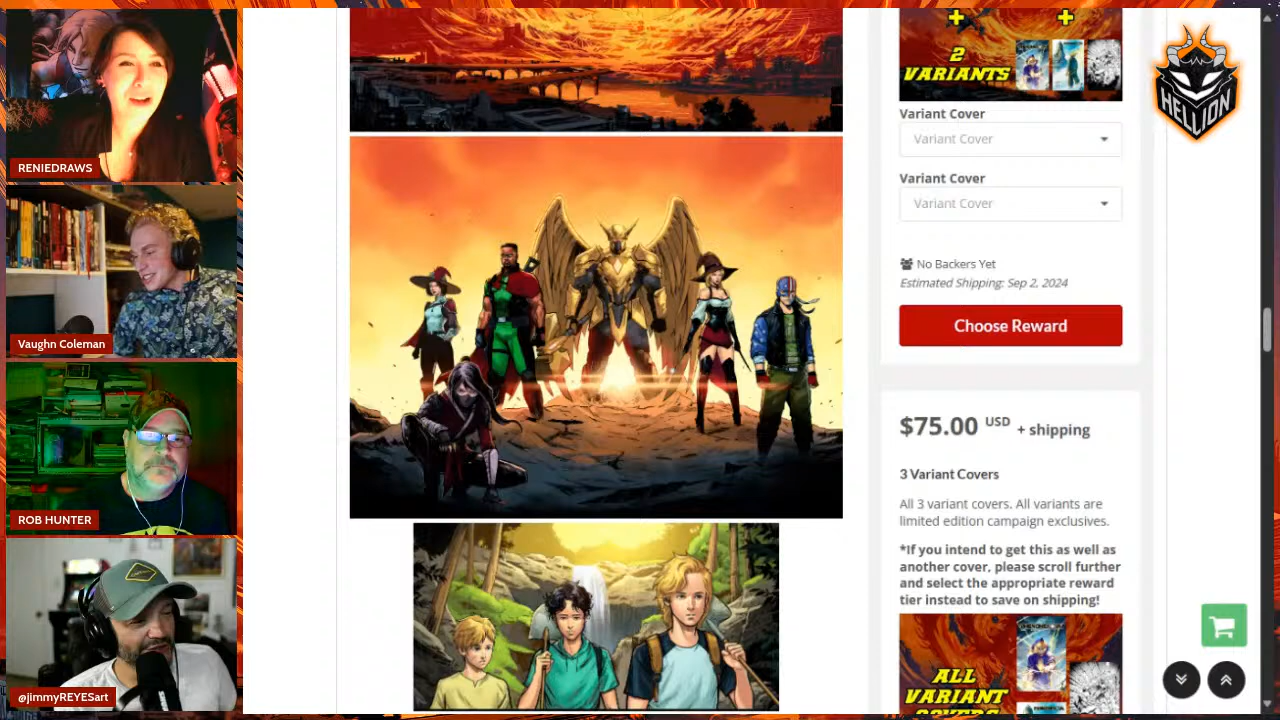 RENIEDRAWS
Vaughn Coleman
ROB HUNTER
@jimmyREYESart
2
VARIANTS
HELLION
Variant Cover
Variant Cover
Variant Cover
Variant Cover
No Backers Yet
Estimated Shipping: Sep 2, 2024
Choose Reward
$75.00 USD + shipping
3 Variant Covers
All 3 variant covers. All variants are
limited edition campaign exclusives.
*If you intend to get this as well as
another cover, please scroll further
and select the appropriate reward
tier instead to save on shipping!
ALL
VARIANT
COVERS